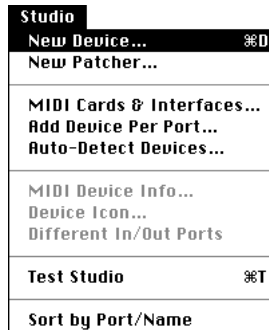 Studio
New Device... ⌘D
New Patcher...
MIDI Cards & Interfaces...
Add Device Per Port...
Auto-Detect Devices...
MIDI Device Info...
Device Icon...
Different In/Out Ports
Test Studio ⌘T
Sort by Port/Name